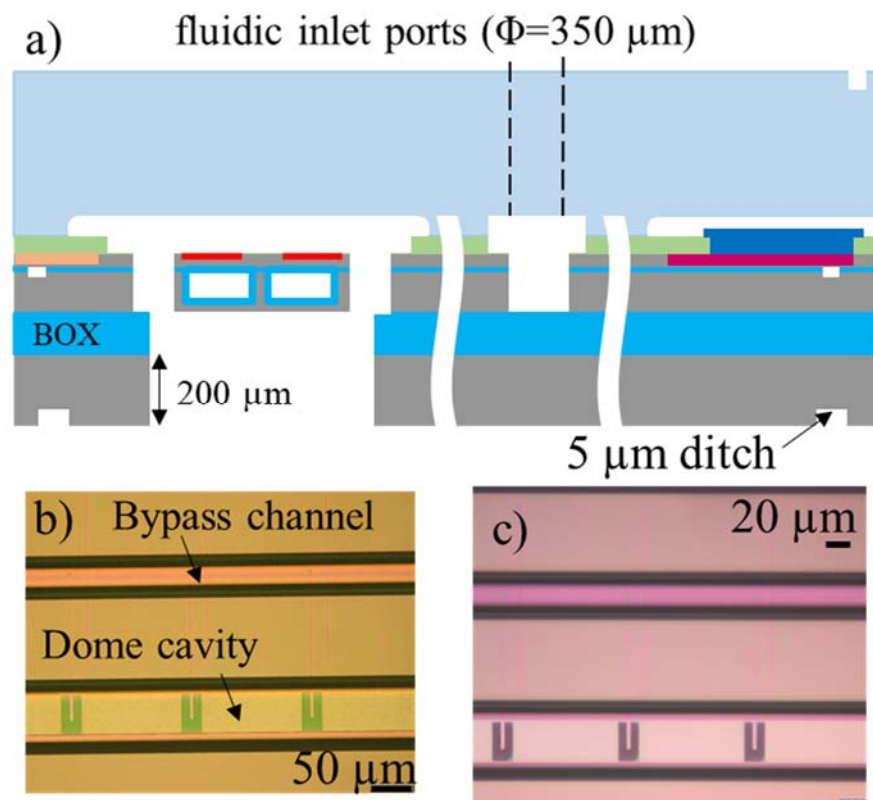 a)
fluidic inlet ports (Φ=350 µm)
BOX
200 µm
5 µm ditch
b)
Bypass channel
Dome cavity
50 µm
c)
20 µm